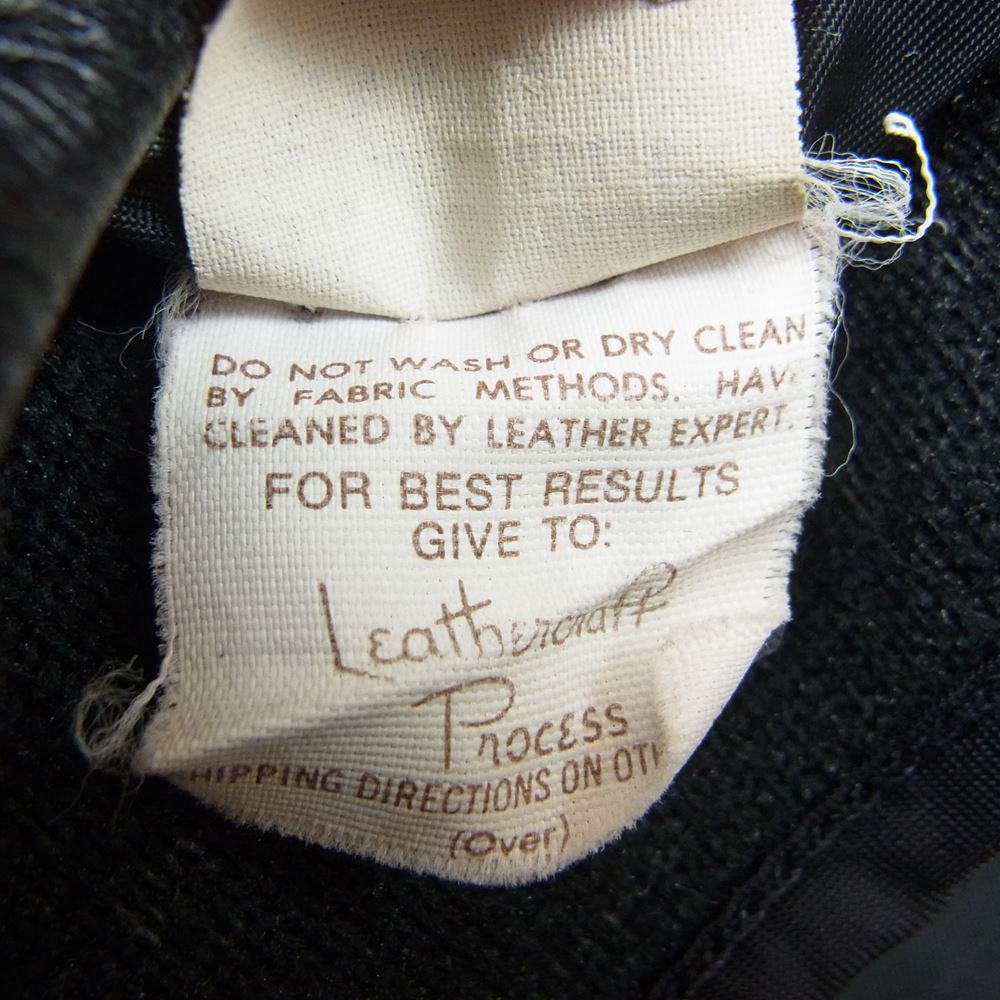 DO NOT WASH OR DRY CLEAN
BY FABRIC METHODS. HAV
CLEANED BY LEATHER EXPERT.
FOR BEST RESULTS
GIVE TO:
Leathercraft
Process
HIPPING DIRECTIONS ON OTH
(Over)